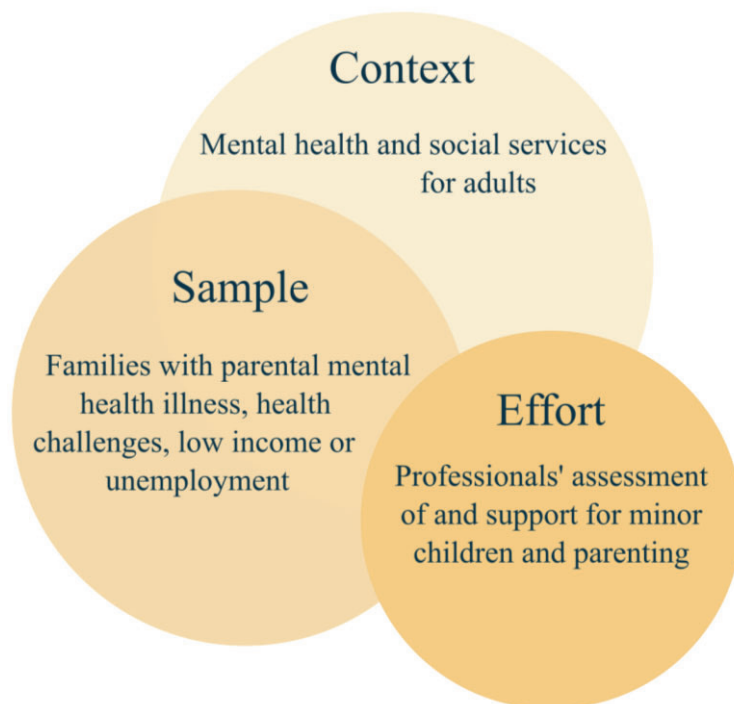 Context
Mental health and social services
for adults
Sample
Families with parental mental
health illness, health
challenges, low income or
unemployment
Effort
Professionals' assessment
of and support for minor
children and parenting